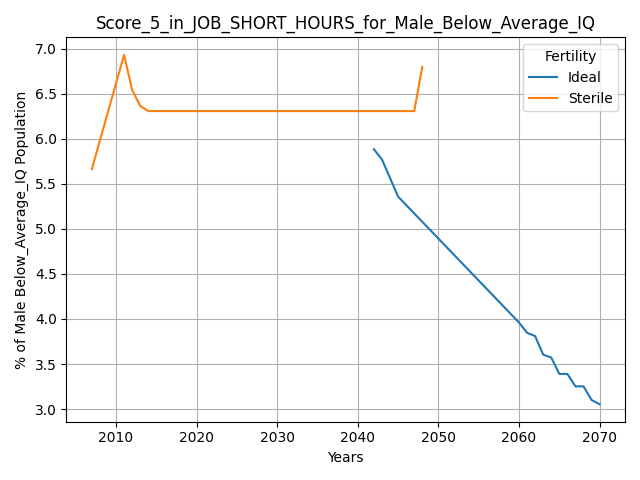 Score_5_in_JOB_SHORT_HOURS_for_Male_Below_Average_IQ
% of Male Below_Average_IQ Population
7.0
6.5
6.0
5.5
5.0
4.5
4.0
3.5
3.0
Fertility
Ideal
Sterile
2010 2020 2030 2040 2050 2060 2070
Years